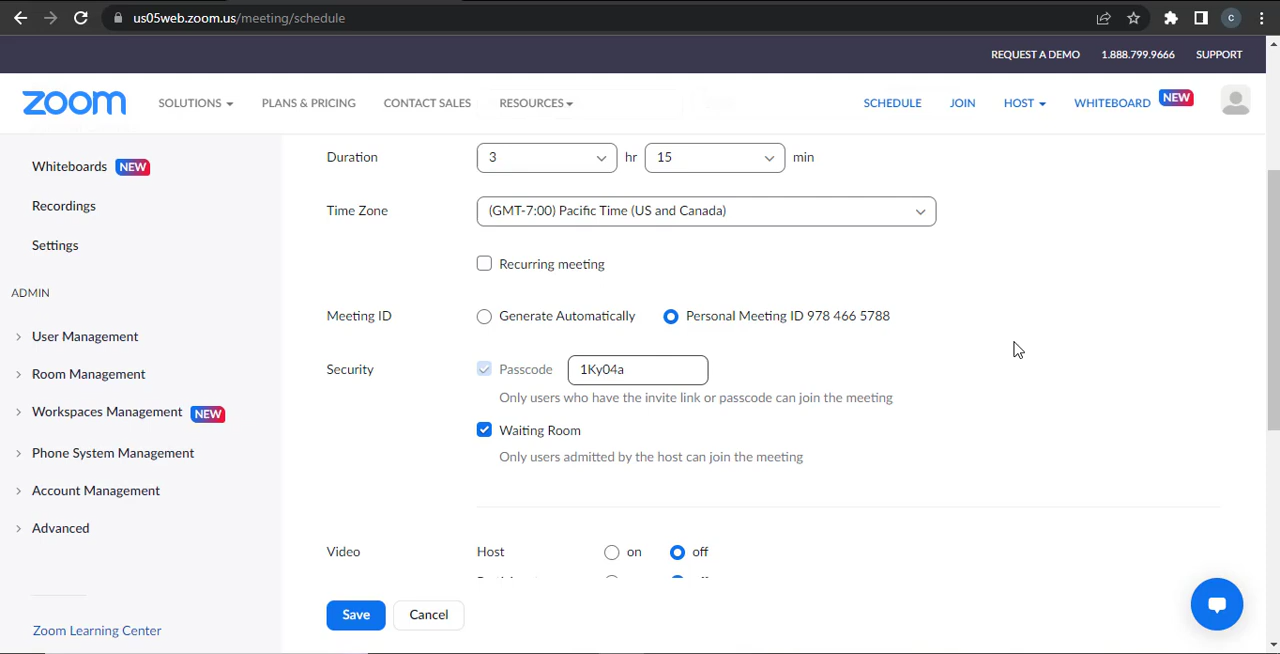 us05web.zoom.us/meeting/schedule
C
REQUEST A DEMO 1.888.799.9666 SUPPORT
zoom SOLUTIONS PLANS & PRICING CONTACT SALES RESOURCES SCHEDULE JOIN HOST WHITEBOARD NEW
Whiteboards NEW
Recordings
Settings
ADMIN
User Management
Room Management
Workspaces Management NEW
Phone System Management
Account Management
Advanced
Zoom Learning Center
Duration 3 hr 15 min
Time Zone (GMT-7:00) Pacific Time (US and Canada)
Recurring meeting
Meeting ID Generate Automatically Personal Meeting ID 978 466 5788
Security Passcode 1Ky04a
Only users who have the invite link or passcode can join the meeting
Waiting Room
Only users admitted by the host can join the meeting
Video Host on off
Save Cancel